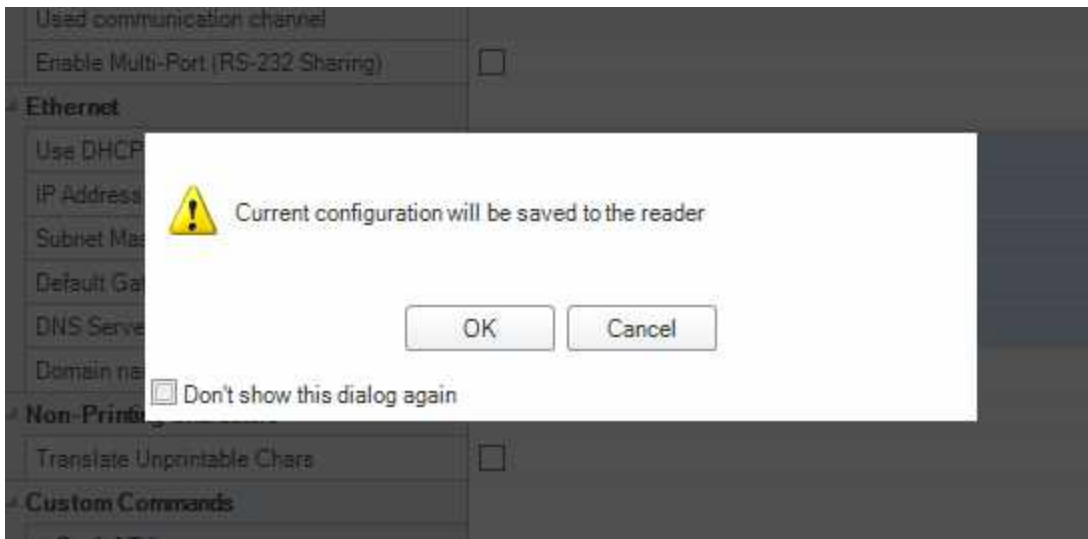 Used communication channel
Enable Multi-Port (RS-232 Sharing)
Ethernet
Use DHCP
IP Address
Subnet Mas
Default Gat
DNS Serve
Domain na
Current configuration will be saved to the reader
OK Cancel
Don't show this dialog again
Translate Unprintable Chars
Custom Commands